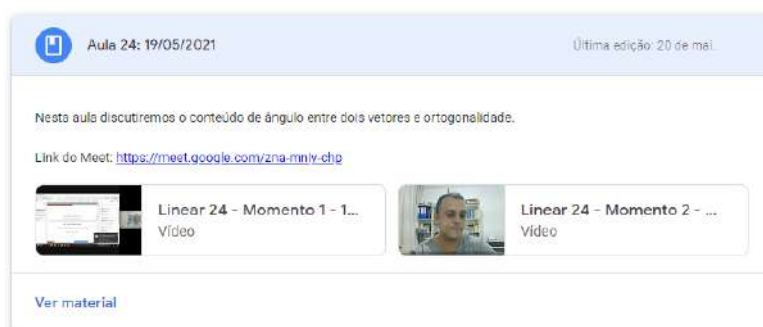 Aula 24: 19/05/2021
Última edição: 20 de mai.
Nesta aula discutiremos o conteúdo de ângulo entre dois vetores e ortogonalidade.
Link do Meet: https://meet.google.com/zna-mnlv-chp
Linear 24 - Momento 1 - 1...
Vídeo
Linear 24 - Momento 2 - ...
Vídeo
Ver material